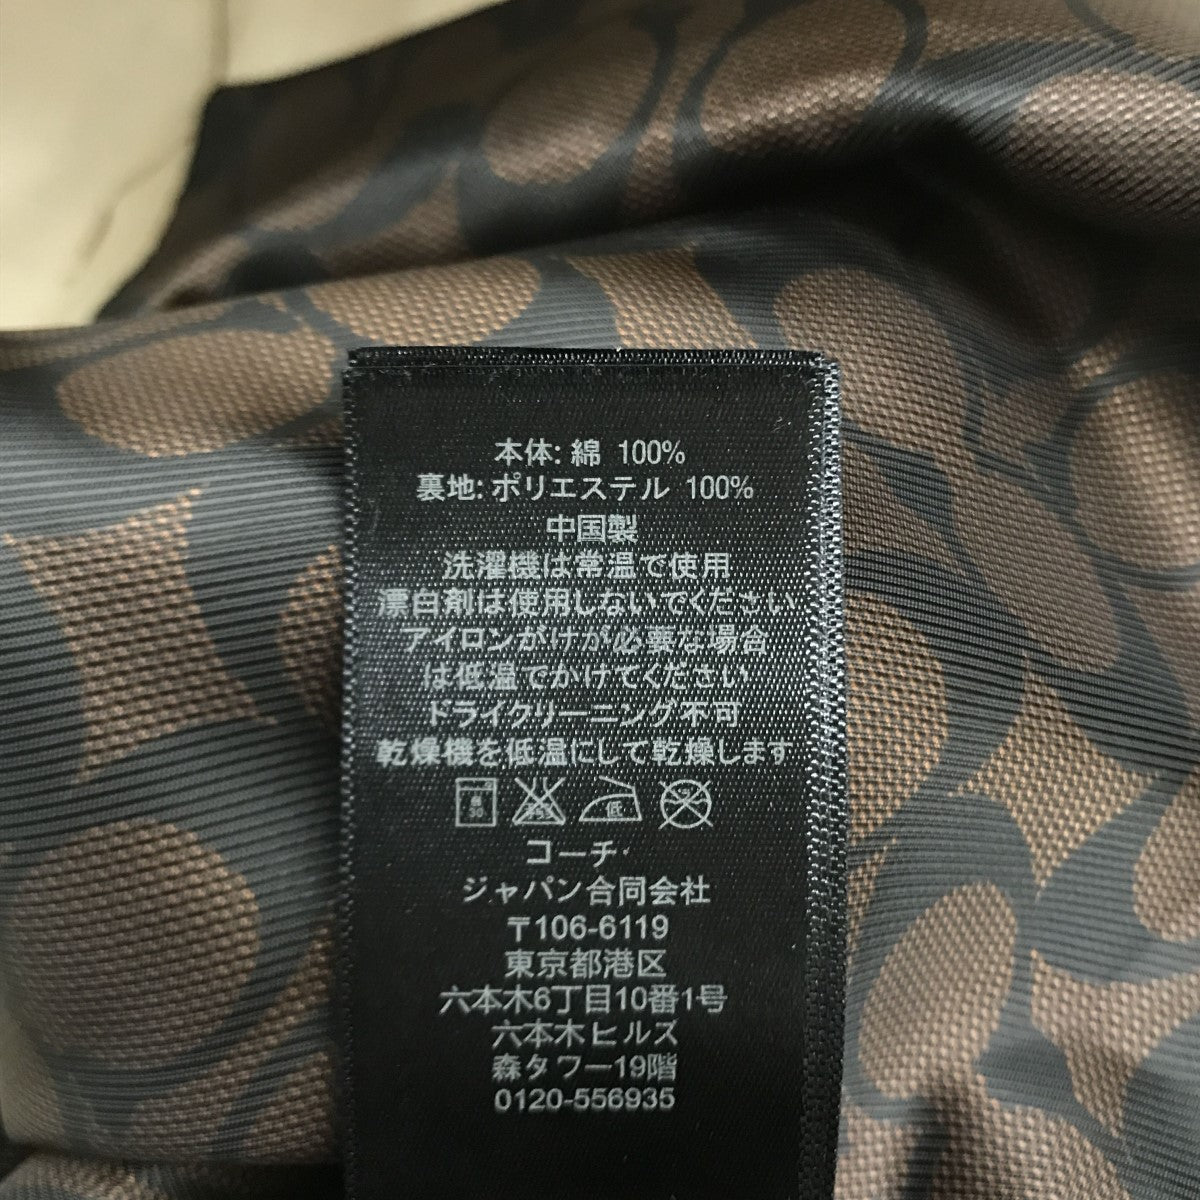 本体: 綿 100%
裏地: ポリエステル 100%
中国製
洗濯機は常温で使用
漂白剤は使用しないでください
アイロンがけが必要な場合
は低温でかけてください
ドライクリーニング不可
乾燥機を低温にして乾燥します
低
コーチ・
ジャパン合同会社
〒106-6119
東京都港区
六本木6丁目10番1号
六本木ヒルズ
森タワー19階
0120-556935